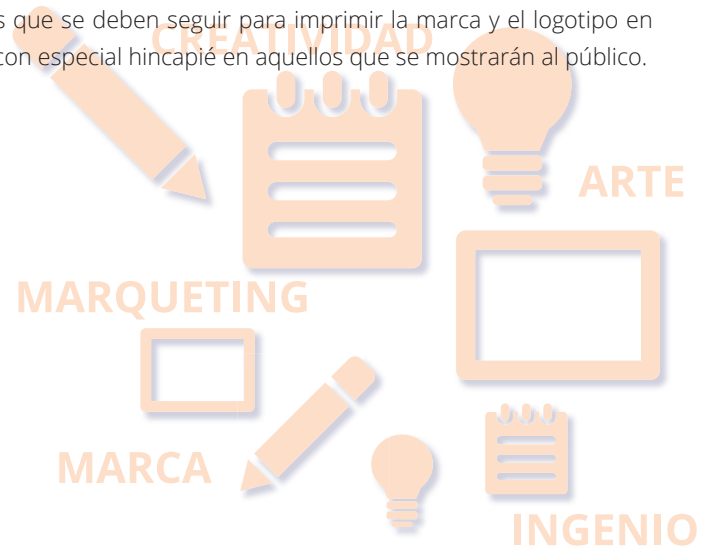 s que se deben seguir para imprimir la marca y el logotipo en
CREATIVIDAD
con especial hincapié en aquellos que se mostrarán al público.
ARTE
MARQUETING
MARCA
INGENIO